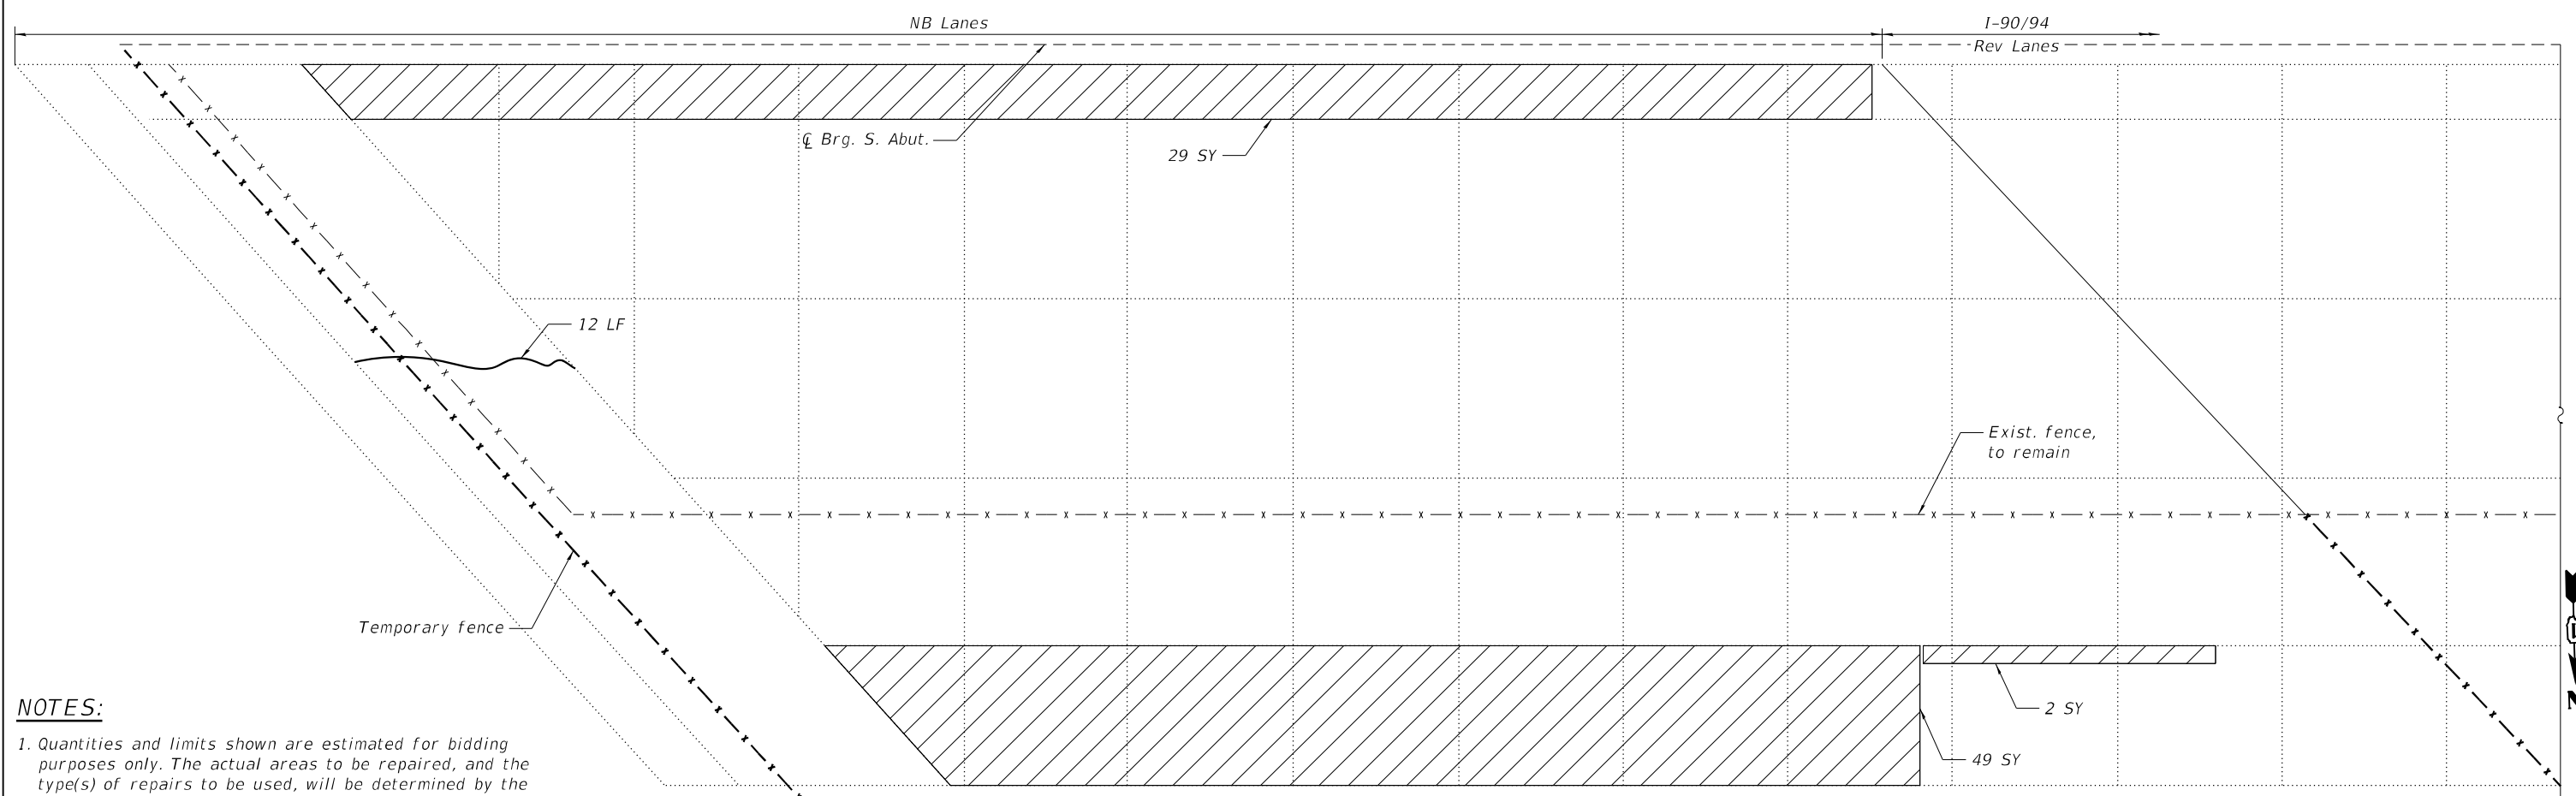 NB Lanes
I-90/94
Rev Lanes
℄ Brg. S. Abut.
29 SY
12 LF
Exist. fence,
to remain
Temporary fence
2 SY
49 SY
NOTES:
1. Quantities and limits shown are estimated for bidding
purposes only. The actual areas to be repaired, and the
type(s) of repairs to be used, will be determined by the